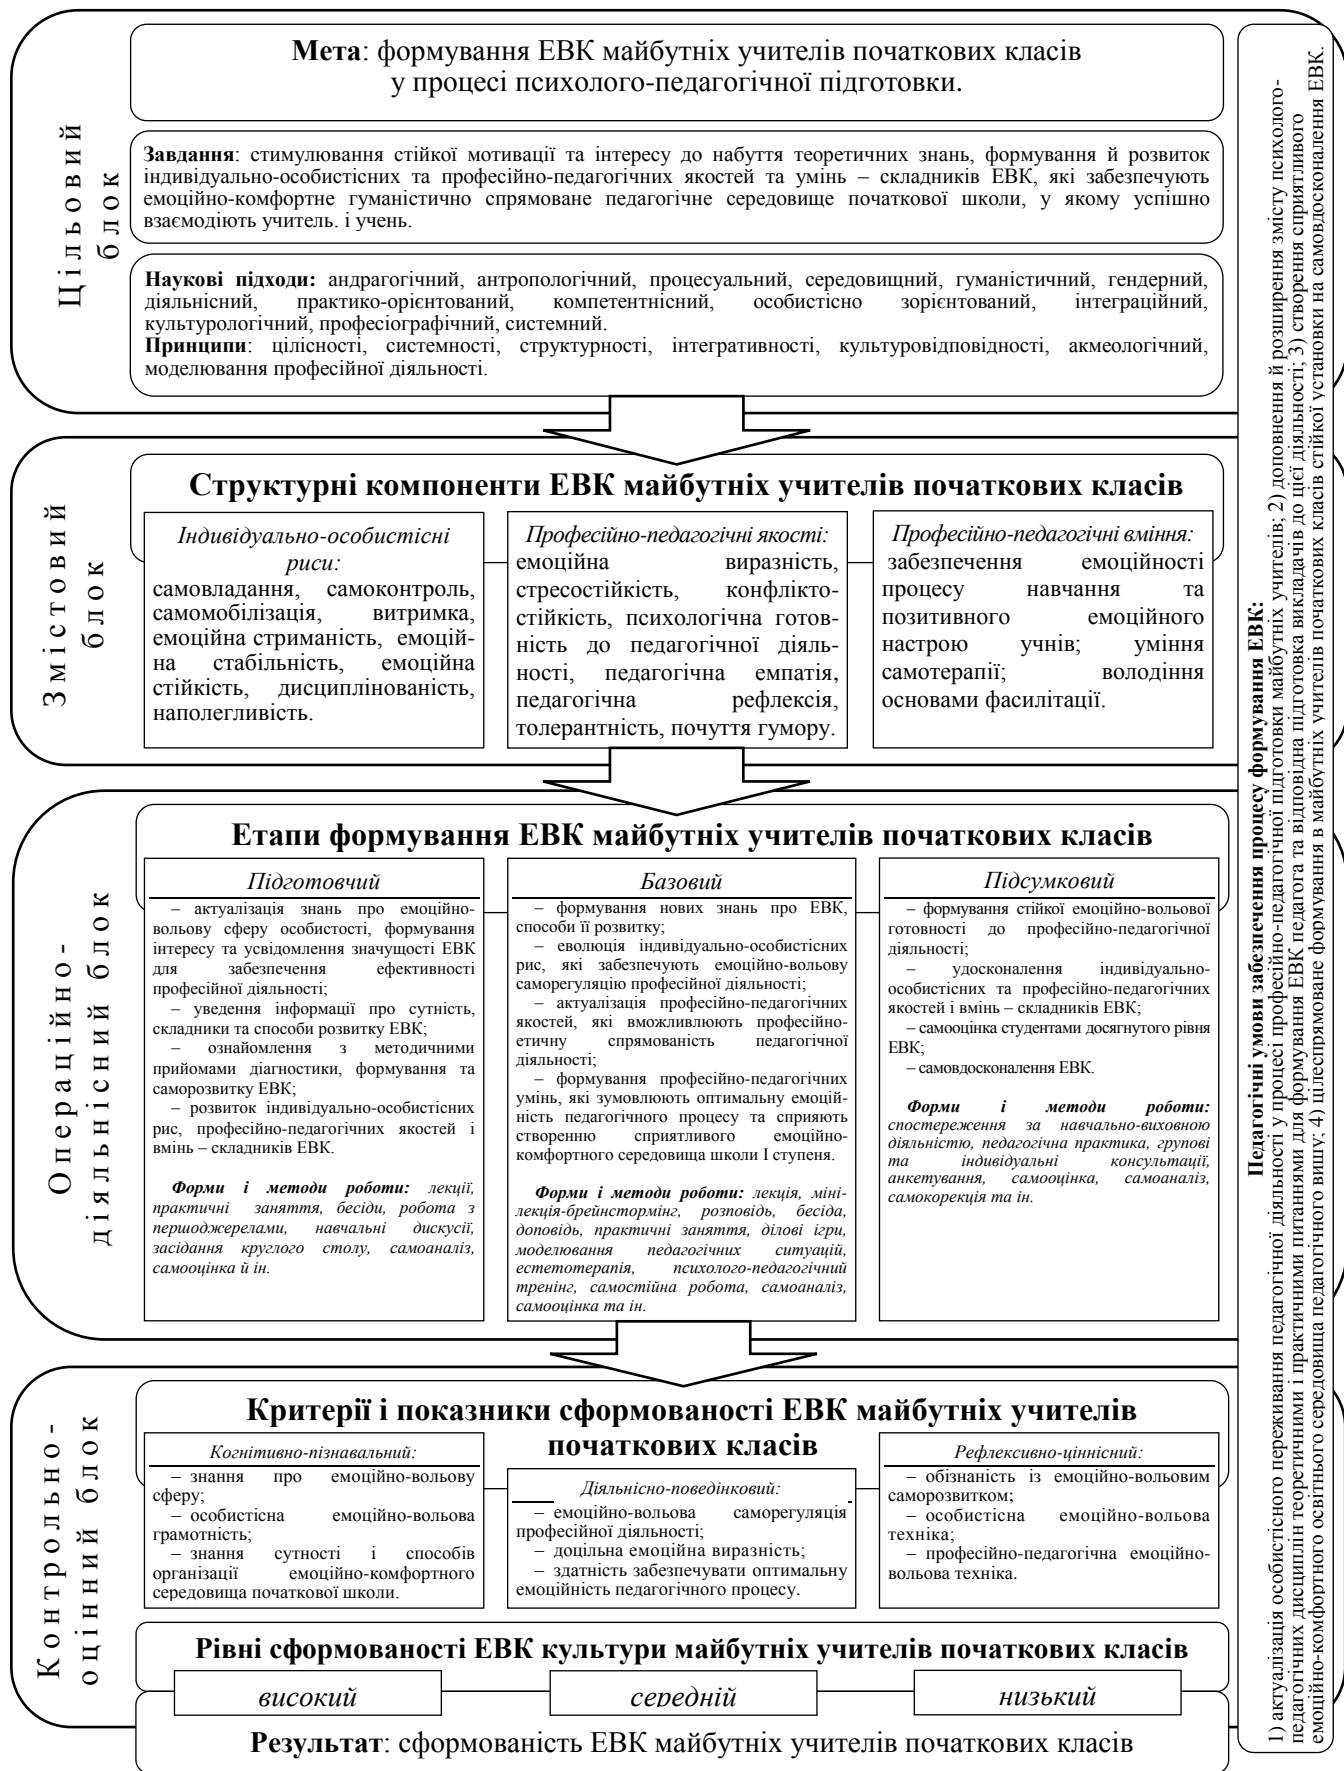 Цільовий
блок
Мета: формування ЕВК майбутніх учителів початкових класів
у процесі психолого-педагогічної підготовки.
Завдання: стимулювання стійкої мотивації та інтересу до набуття теоретичних знань, формування й розвиток
індивідуально-особистісних та професійно-педагогічних якостей та умінь – складників ЕВК, які забезпечують
емоційно-комфортне гуманістично спрямоване педагогічне середовище початкової школи, у якому успішно
взаємодіють учитель. і учень.
Наукові підходи: андрагогічний, антропологічний, процесуальний, середовищний, гуманістичний, гендерний,
діяльнісний, практико-орієнтований, компетентнісний, особистісно зорієнтований, інтеграційний,
культурологічний, професіографічний, системний.
Принципи: цілісності, системності, структурності, інтегративності, культуровідповідності, акмеологічний,
моделювання професійної діяльності.
Змістовий
блок
Структурні компоненти ЕВК майбутніх учителів початкових класів
Індивідуально-особистісні
риси:
самовладання, самоконтроль,
самомобілізація, витримка,
емоційна стриманість, емоцій-
на стабільність, емоційна
стійкість, дисциплінованість,
наполегливість.
Професійно-педагогічні якості:
емоційна виразність,
стресостійкість, конфлікто-
стійкість, психологічна готов-
ність до педагогічної діяль-
ності, педагогічна емпатія,
педагогічна рефлексія,
толерантність, почуття гумору.
Професійно-педагогічні вміння:
забезпечення емоційності
процесу навчання та
позитивного емоційного
настрою учнів; уміння
самотерапії; володіння
основами фасилітації.
Операційно-
діяльнісний блок
Етапи формування ЕВК майбутніх учителів початкових класів
Підготовчий
– актуалізація знань про емоційно-
вольову сферу особистості, формування
інтересу та усвідомлення значущості ЕВК
для забезпечення ефективності
професійної діяльності;
– уведення інформації про сутність,
складники та способи розвитку ЕВК;
– ознайомлення з методичними
прийомами діагностики, формування та
саморозвитку ЕВК;
– розвиток індивідуально-особистісних
рис, професійно-педагогічних якостей і
вмінь – складників ЕВК.
Форми і методи роботи: лекції,
практичні заняття, бесіди, робота з
першоджерелами, навчальні дискусії,
засідання круглого столу, самоаналіз,
самооцінка й ін.
Базовий
– формування нових знань про ЕВК,
способи її розвитку;
– еволюція індивідуально-особистісних
рис, які забезпечують емоційно-вольову
саморегуляцію професійної діяльності;
– актуалізація професійно-педагогічних
якостей, які вможливлюють професійно-
етичну спрямованість педагогічної
діяльності;
– формування професійно-педагогічних
умінь, які зумовлюють оптимальну емоцій-
ність педагогічного процесу та сприяють
створенню сприятливого емоційно-
комфортного середовища школи І ступеня.
Форми і методи роботи: лекція, міні-
лекція-брейнстормінг, розповідь, бесіда,
доповідь, практичні заняття, ділові ігри,
моделювання педагогічних ситуацій,
естетотерапія, психолого-педагогічний
тренінг, самостійна робота, самоаналіз,
самооцінка та ін.
Підсумковий
– формування стійкої емоційно-вольової
готовності до професійно-педагогічної
діяльності;
– удосконалення індивідуально-
особистісних та професійно-педагогічних
якостей і вмінь – складників ЕВК;
– самооцінка студентами досягнутого рівня
ЕВК;
– самовдосконалення ЕВК.
Форми і методи роботи:
спостереження за навчально-виховною
діяльністю, педагогічна практика, групові
та індивідуальні консультації,
анкетування, самооцінка, самоаналіз,
самокорекція та ін.
Контрольно-
оцінний блок
Критерії і показники сформованості ЕВК майбутніх учителів
початкових класів
Когнітивно-пізнавальний:
– знання про емоційно-вольову
сферу;
– особистісна емоційно-вольова
грамотність;
– знання сутності і способів
організації емоційно-комфортного
середовища початкової школи.
Діяльнісно-поведінковий:
– емоційно-вольова саморегуляція
професійної діяльності;
– доцільна емоційна виразність;
– здатність забезпечувати оптимальну
емоційність педагогічного процесу.
Рефлексивно-ціннісний:
– обізнаність із емоційно-вольовим
саморозвитком;
– особистісна емоційно-вольова
техніка;
– професійно-педагогічна емоційно-
вольова техніка.
Рівні сформованості ЕВК культури майбутніх учителів початкових класів
високий
середній
низький
Результат: сформованість ЕВК майбутніх учителів початкових класів
Педагогічні умови забезпечення процесу формування ЕВК:
1) актуалізація особистісного переживання педагогічної діяльності у процесі професійно-педагогічної підготовки майбутніх учителів; 2) доповнення й розширення змісту психолого-
педагогічних дисциплін теоретичними і практичними питаннями для формування ЕВК педагога та відповідна підготовка викладачів до цієї діяльності; 3) створення сприятливого
емоційно-комфортного освітнього середовища педагогічного вишу; 4) цілеспрямоване формування в майбутніх учителів початкових класів стійкої установки на самовдосконалення ЕВК.